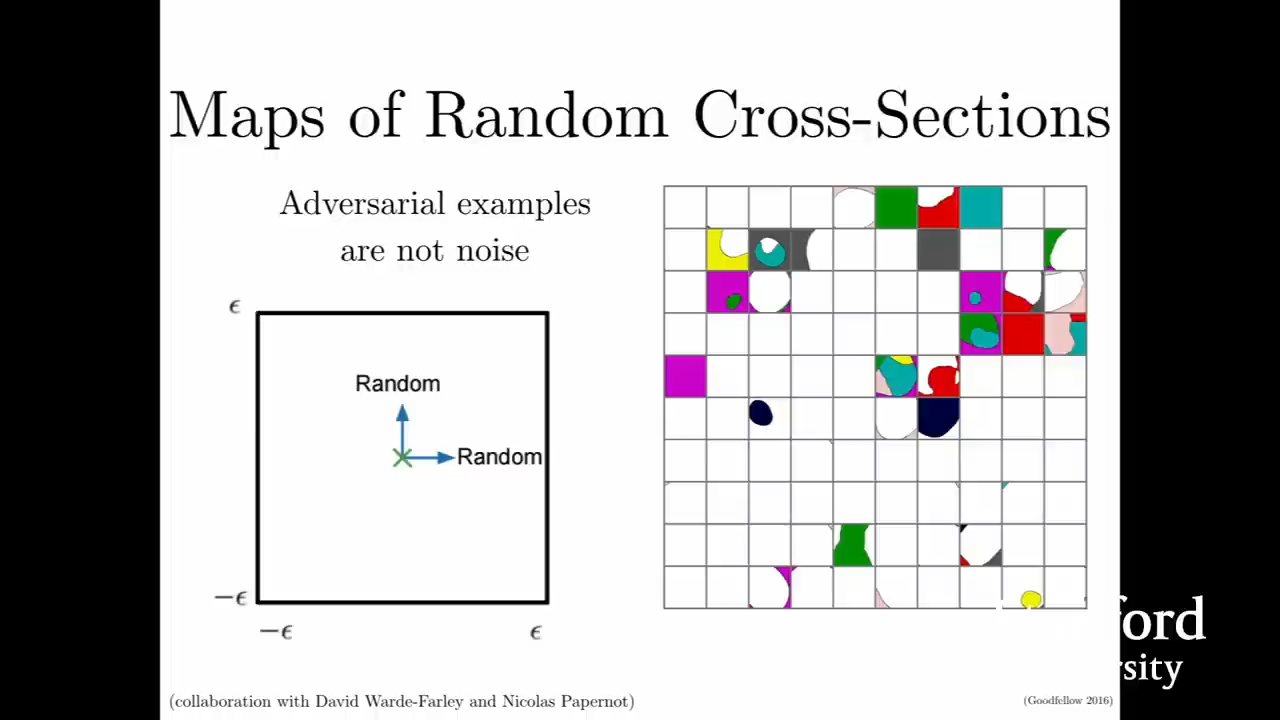 Maps of Random Cross-Sections
Adversarial examples
are not noise
ϵ
Random
Random
−ϵ
−ϵ
ϵ
(collaboration with David Warde-Farley and Nicolas Papernot)
(Goodfellow 2016)